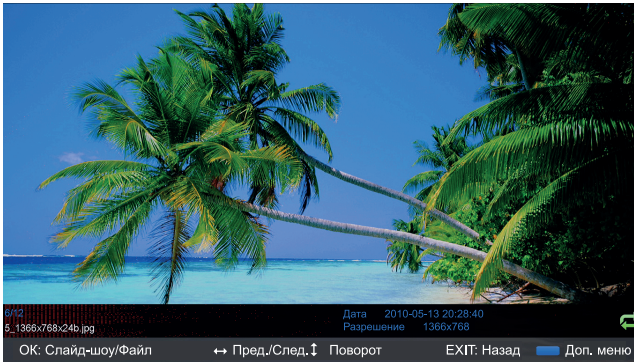 6/12
Дата 2010-05-13 20:28:40
5_1366x768x24b.jpg
Разрешение 1366x768
ОК: Слайд-шоу/Файл ↔ Пред./След.↕ Поворот EXIT: Назад Доп. меню